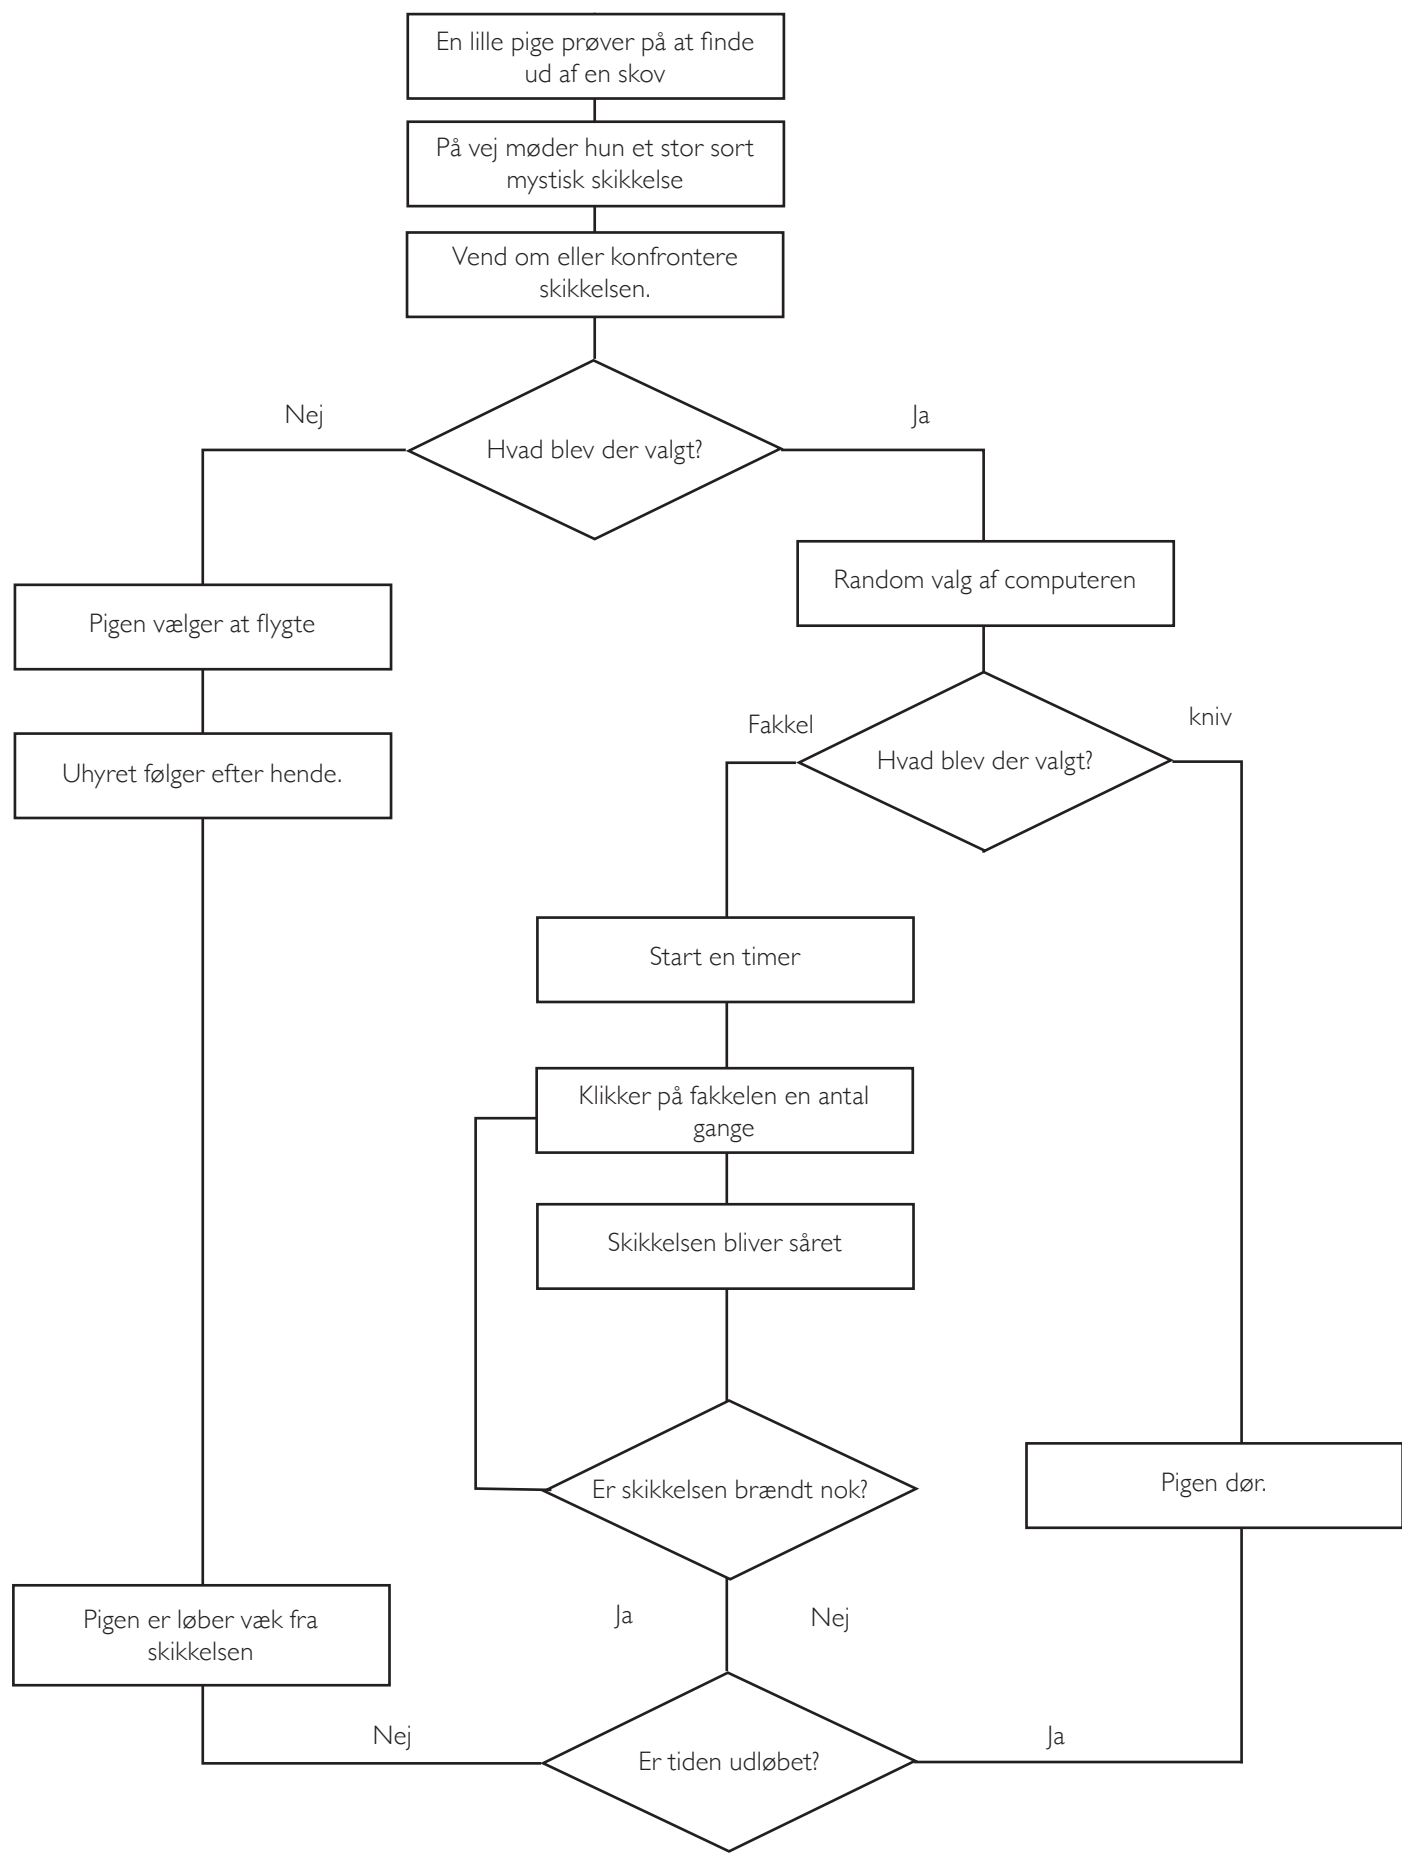 En lille pige prøver på at finde
ud af en skov
På vej møder hun et stor sort
mystisk skikkelse
Vend om eller konfrontere
skikkelsen.
Nej
Ja
Hvad blev der valgt?
Random valg af computeren
Pigen vælger at flygte
Fakkel
kniv
Hvad blev der valgt?
Uhyret følger efter hende.
Start en timer
Klikker på fakkelen en antal
gange
Skikkelsen bliver såret
Er skikkelsen brændt nok?
Pigen dør.
Ja
Nej
Pigen er løber væk fra
skikkelsen
Nej
Ja
Er tiden udløbet?